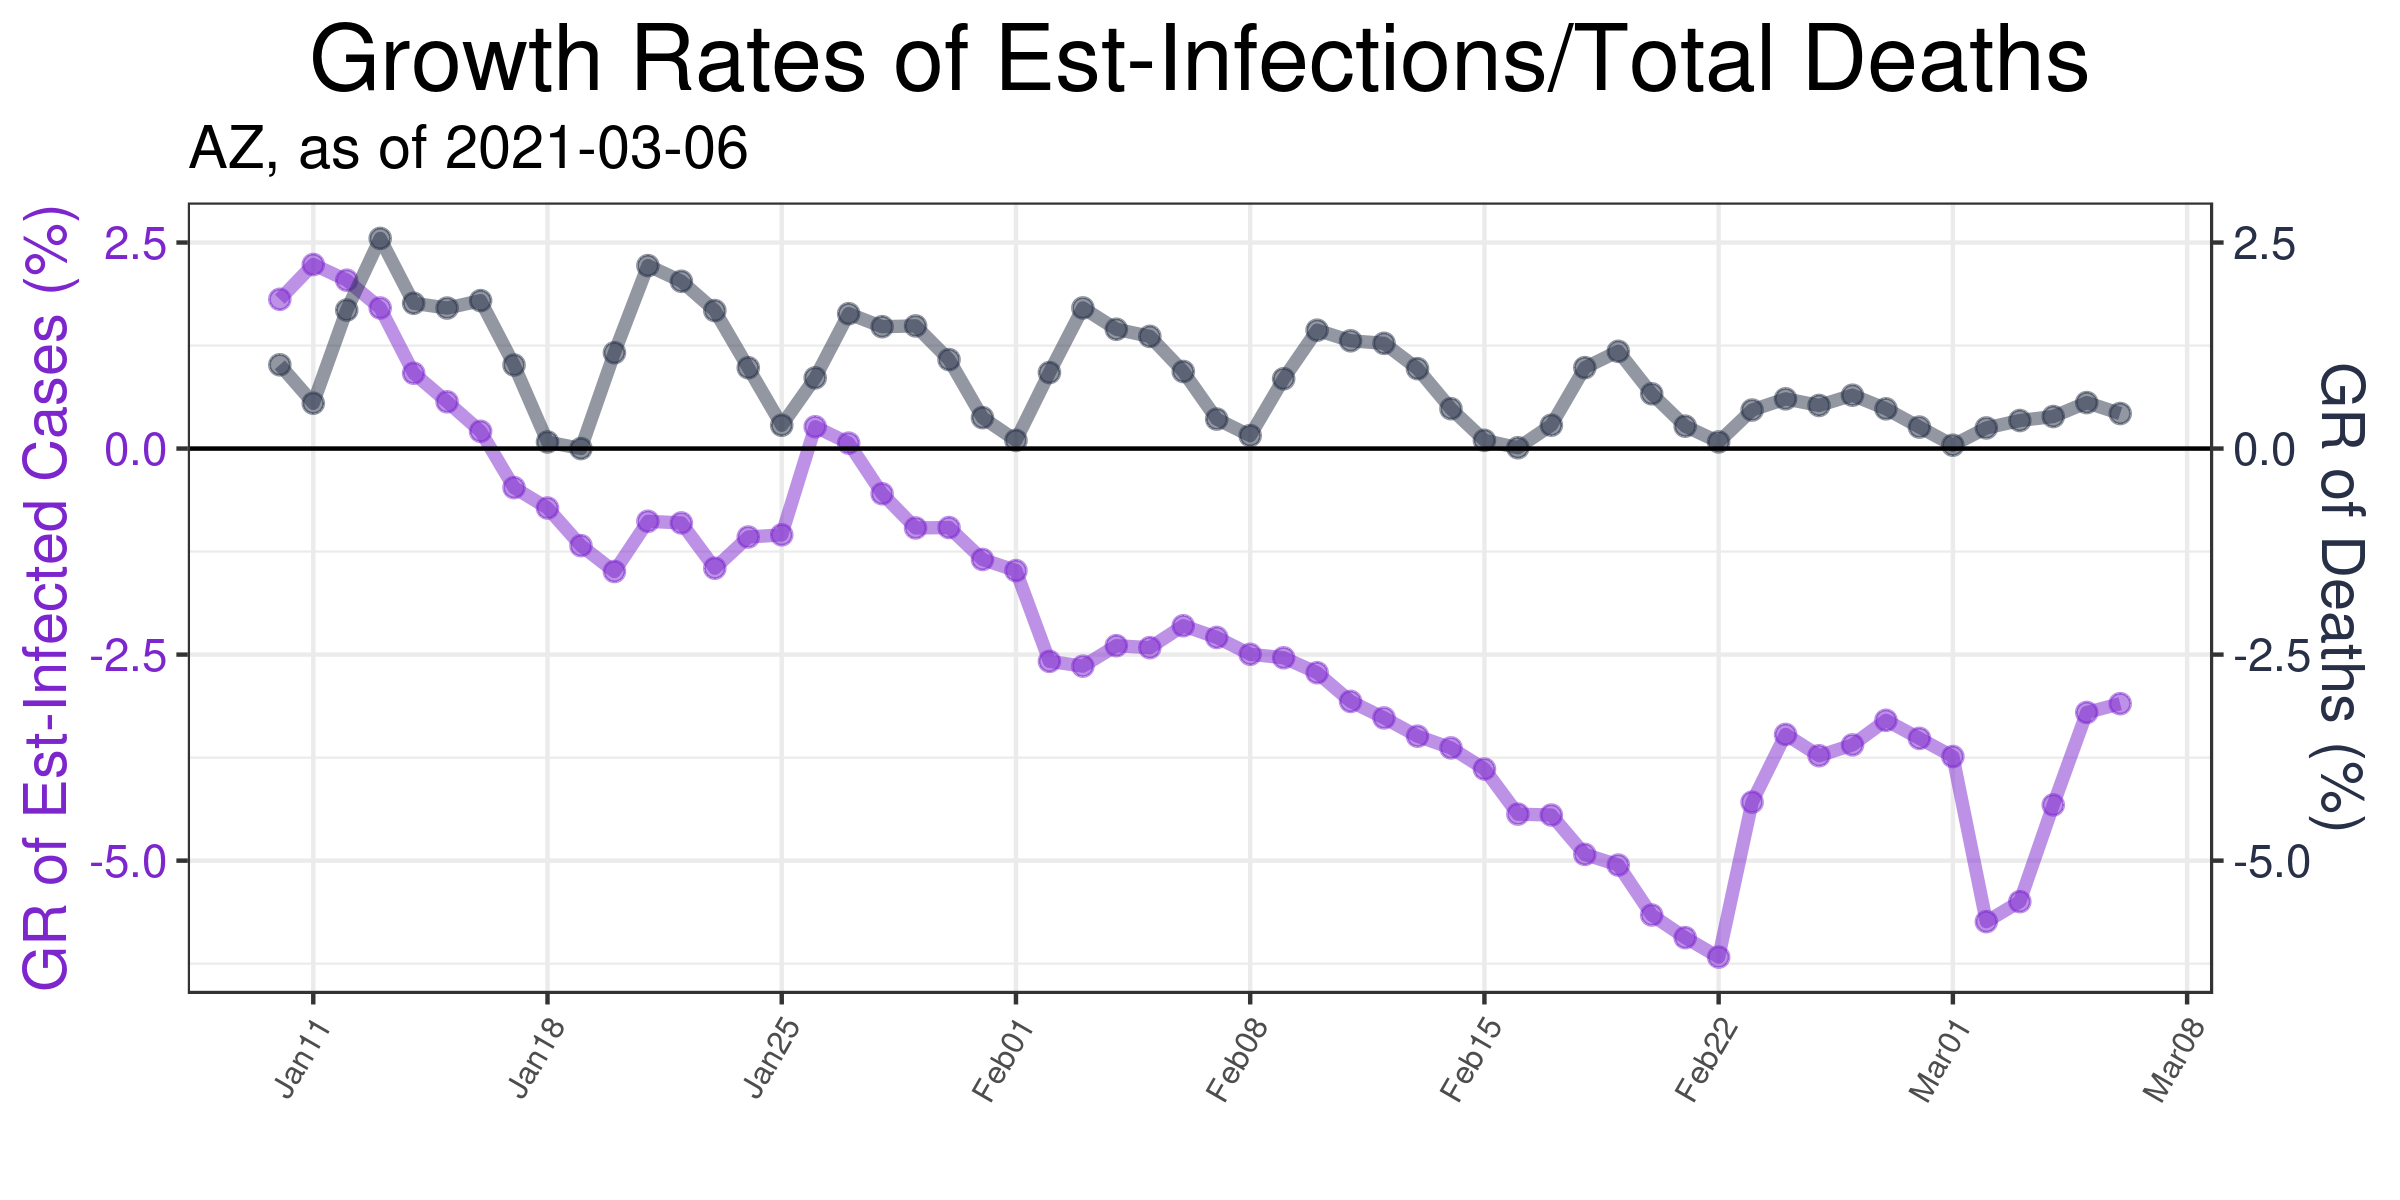 Growth Rates of Est-Infections/Total Deaths
AZ, as of 2021-03-06
GR of Est-Infected Cases (%)
2.5
0.0
-2.5
-5.0
2.5
0.0
-2.5
-5.0
GR of Deaths (%)
Jan11
Jan18
Jan25
Feb01
Feb08
Feb15
Feb22
Mar01
Mar08